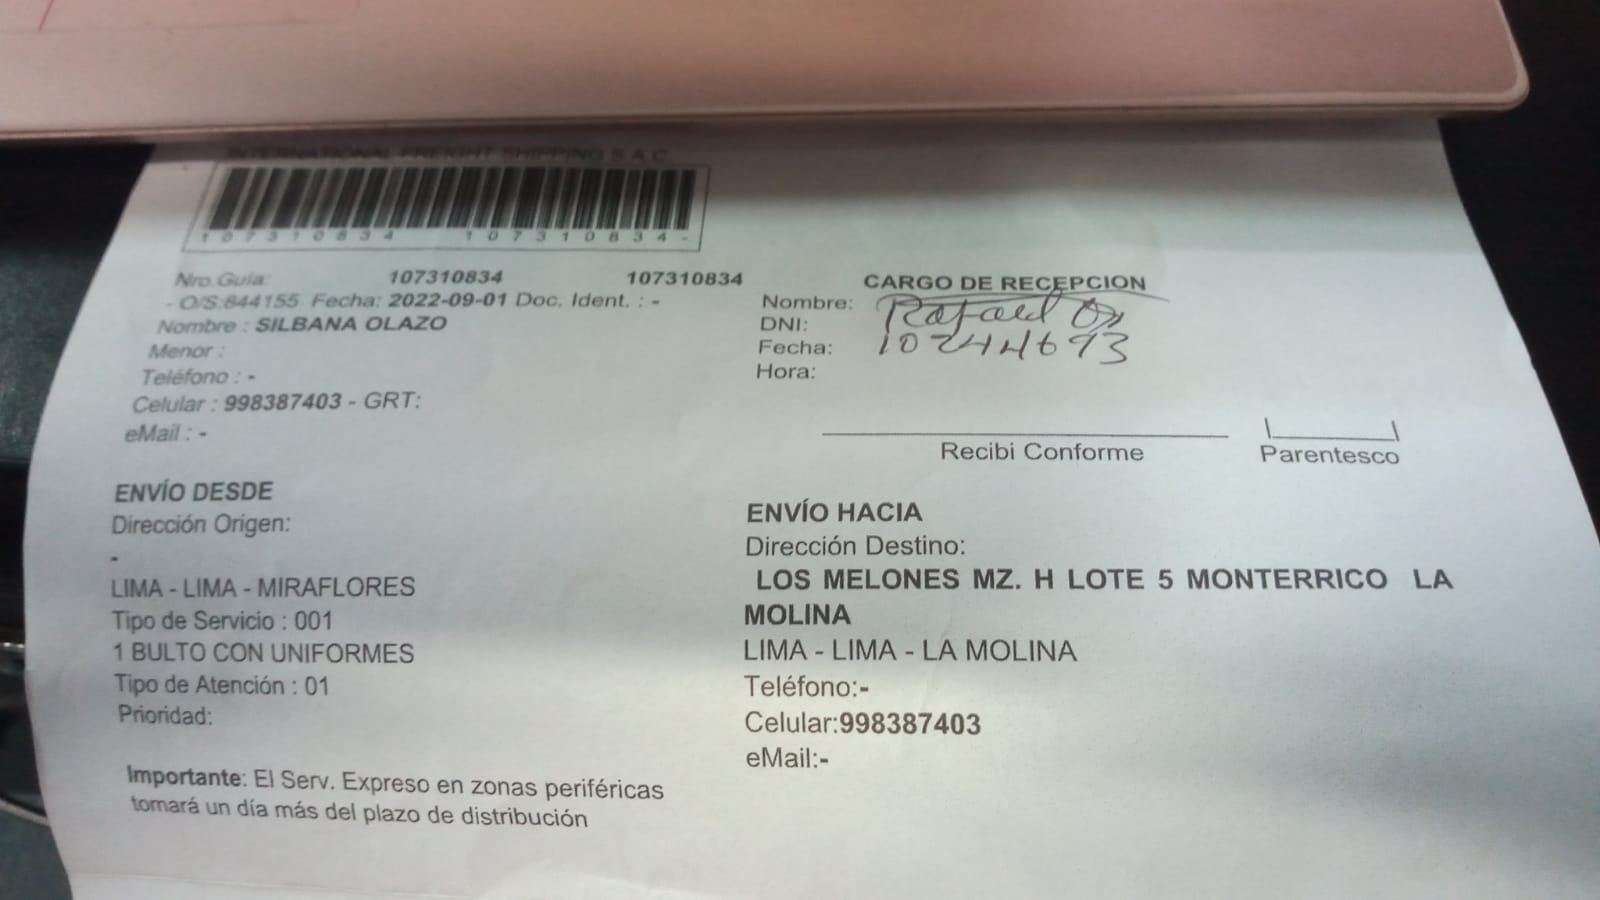 INTERNATIONAL FREIGHT SHIPPING S.A.C.
107310834 107310834-
Nro.Guía: 107310834 107310834
- O/S:844155 Fecha: 2022-09-01 Doc. Ident. : -
Nombre : SILBANA OLAZO
Menor :
Teléfono : -
Celular : 998387403 - GRT:
eMail : -
CARGO DE RECEPCION
Nombre: Rafael
DNI: 10244693
Fecha:
Hora:
Recibi Conforme
Parentesco
ENVÍO DESDE
Dirección Origen:
-
LIMA - LIMA - MIRAFLORES
Tipo de Servicio : 001
1 BULTO CON UNIFORMES
Tipo de Atención : 01
Prioridad:
ENVÍO HACIA
Dirección Destino:
LOS MELONES MZ. H LOTE 5 MONTERRICO LA
MOLINA
LIMA - LIMA - LA MOLINA
Teléfono:-
Celular:998387403
eMail:-
Importante: El Serv. Expreso en zonas periféricas
tomará un día más del plazo de distribución